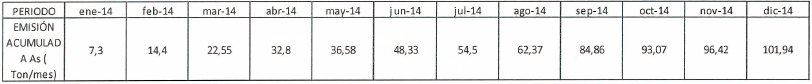 PERIODO ene-14 feb-14 mar-14 abr-14 may-14 jun-14 jul-14 ago-14 sep-14 oct-14 nov-14 dic-14
EMISIÓN
ACUMULAD
A As (
Ton/mes)
7,3 14,4 22,55 32,8 36,58 48,33 54,5 62,37 84,86 93,07 96,42 101,94